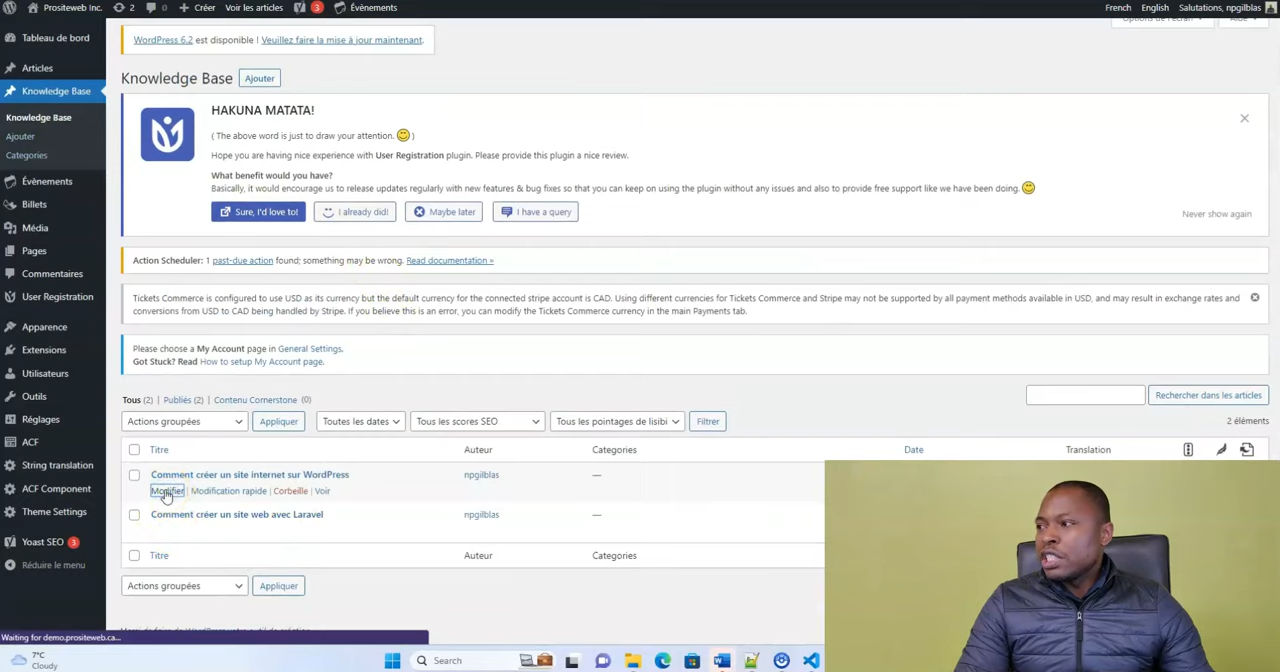 Prositeweb Inc. 2 0 Créer Voir les articles 3 Évènements French English Salutations, npgilblas
Options de l'écran Aide
Tableau de bord
Articles
Knowledge Base
Knowledge Base
Ajouter
Categories
Évènements
Billets
Média
Pages
Commentaires
User Registration
Apparence
Extensions
Utilisateurs
Outils
Réglages
ACF
String translation
ACF Component
Theme Settings
Yoast SEO 3
Réduire le menu
WordPress 6.2 est disponible ! Veuillez faire la mise à jour maintenant.
Knowledge Base Ajouter
HAKUNA MATATA!
( The above word is just to draw your attention. )
Hope you are having nice experience with User Registration plugin. Please provide this plugin a nice review.
What benefit would you have?
Basically, it would encourage us to release updates regularly with new features & bug fixes so that you can keep on using the plugin without any issues and also to provide free support like we have been doing.
Sure, I'd love to! I already did! Maybe later I have a query Never show again
Action Scheduler: 1 past-due action found; something may be wrong. Read documentation »
Tickets Commerce is configured to use USD as its currency but the default currency for the connected stripe account is CAD. Using different currencies for Tickets Commerce and Stripe may not be supported by all payment methods available in USD, and may result in exchange rates and
conversions from USD to CAD being handled by Stripe. If you believe this is an error, you can modify the Tickets Commerce currency in the main Payments tab.
Please choose a My Account page in General Settings.
Got Stuck? Read How to setup My Account page.
Tous (2) | Publiés (2) | Contenu Cornerstone (0) Rechercher dans les articles
Actions groupées Appliquer Toutes les dates Tous les scores SEO Tous les pointages de lisibi Filtrer 2 éléments
Titre Auteur Categories Date Translation
Comment créer un site internet sur WordPress npgilblas —
Modifier | Modification rapide | Corbeille | Voir
Comment créer un site web avec Laravel npgilblas —
Titre Auteur Categories
Actions groupées Appliquer
Waiting for demo.prositeweb.ca...
7°C
Cloudy
Search